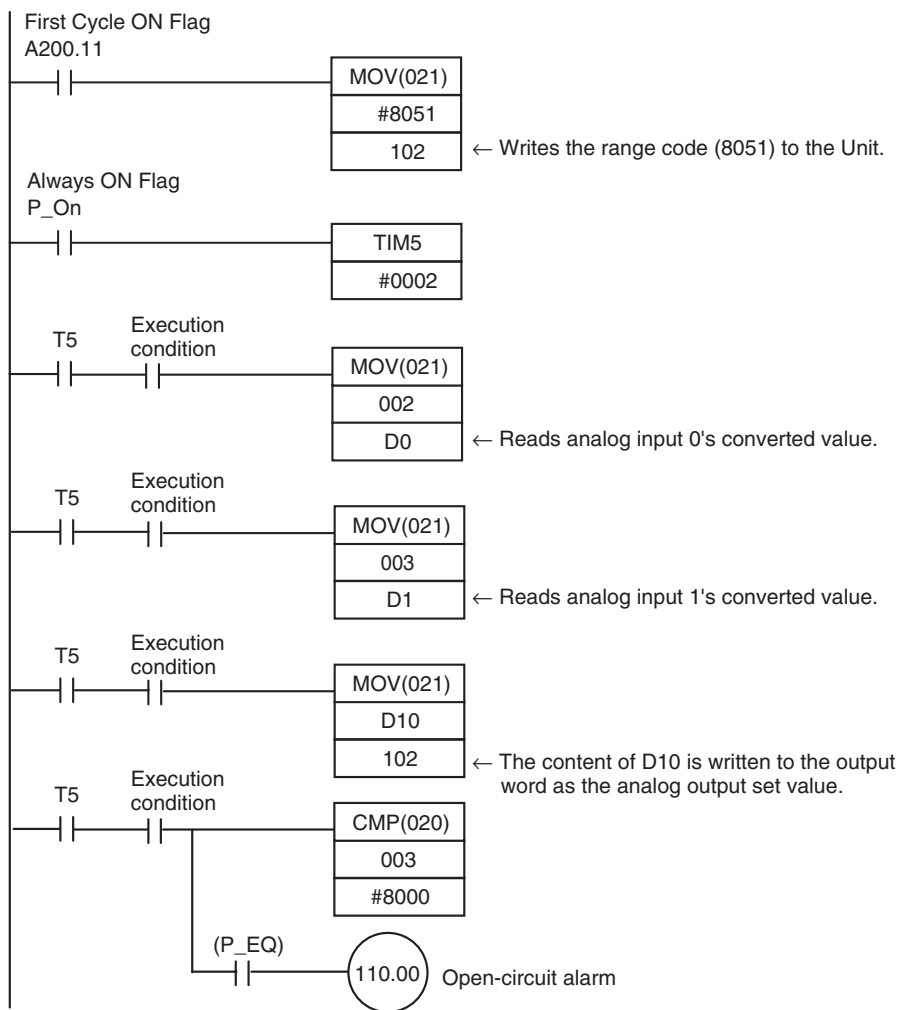 First Cycle ON Flag
A200.11
MOV(021)
#8051
102
← Writes the range code (8051) to the Unit.
Always ON Flag
P_On
TIM5
#0002
T5
Execution
condition
MOV(021)
002
D0
← Reads analog input 0's converted value.
T5
Execution
condition
MOV(021)
003
D1
← Reads analog input 1's converted value.
T5
Execution
condition
MOV(021)
D10
102
← The content of D10 is written to the output
word as the analog output set value.
T5
Execution
condition
CMP(020)
003
#8000
(P_EQ)
110.00
Open-circuit alarm